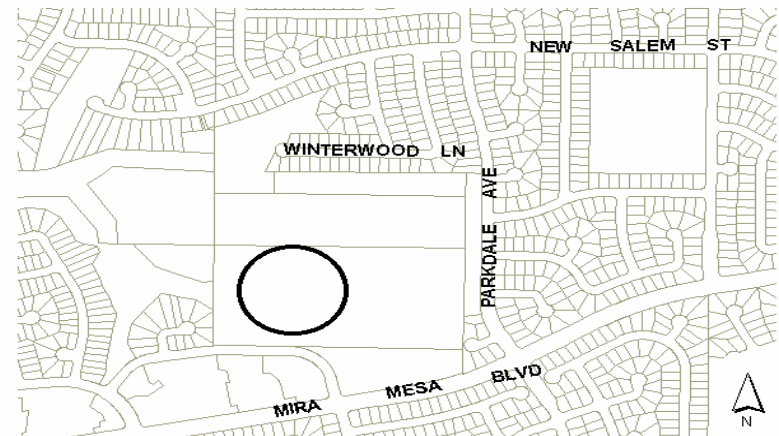 NEW SALEM ST
WINTERWOOD LN
PARKDALE AVE
MIRA MESA BLVD
N